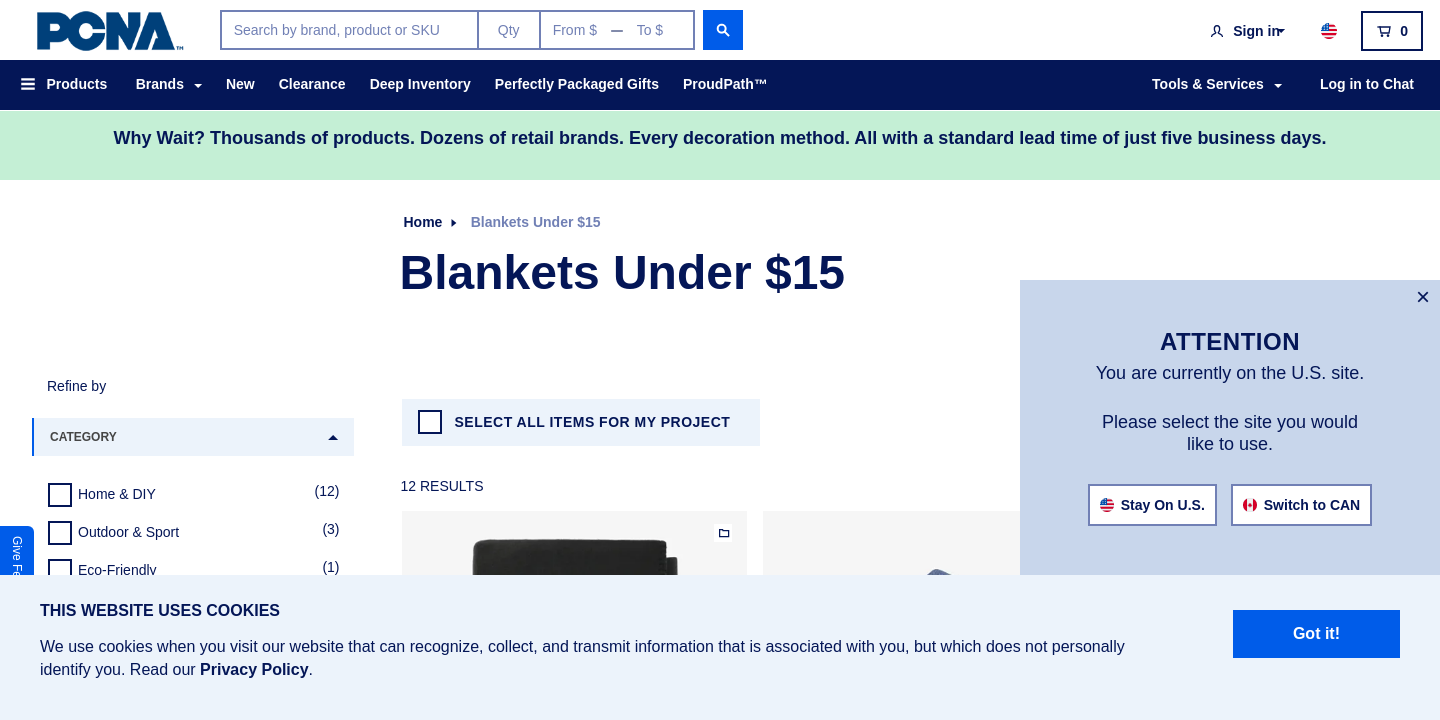 PCNA™
Search by brand, product or SKU
Qty
From $ — To $
Sign in
0
Products
Brands
New
Clearance
Deep Inventory
Perfectly Packaged Gifts
ProudPath™
Tools & Services
Log in to Chat
Why Wait? Thousands of products. Dozens of retail brands. Every decoration method. All with a standard lead time of just five business days.
Home
Blankets Under $15
Blankets Under $15
×
ATTENTION
You are currently on the U.S. site.
Please select the site you would
like to use.
Stay On U.S.
Switch to CAN
Refine by
CATEGORY
Home & DIY (12)
Outdoor & Sport (3)
Eco-Friendly (1)
SELECT ALL ITEMS FOR MY PROJECT
12 RESULTS
Give
THIS WEBSITE USES COOKIES
We use cookies when you visit our website that can recognize, collect, and transmit information that is associated with you, but which does not personally
identify you. Read our Privacy Policy.
Got it!